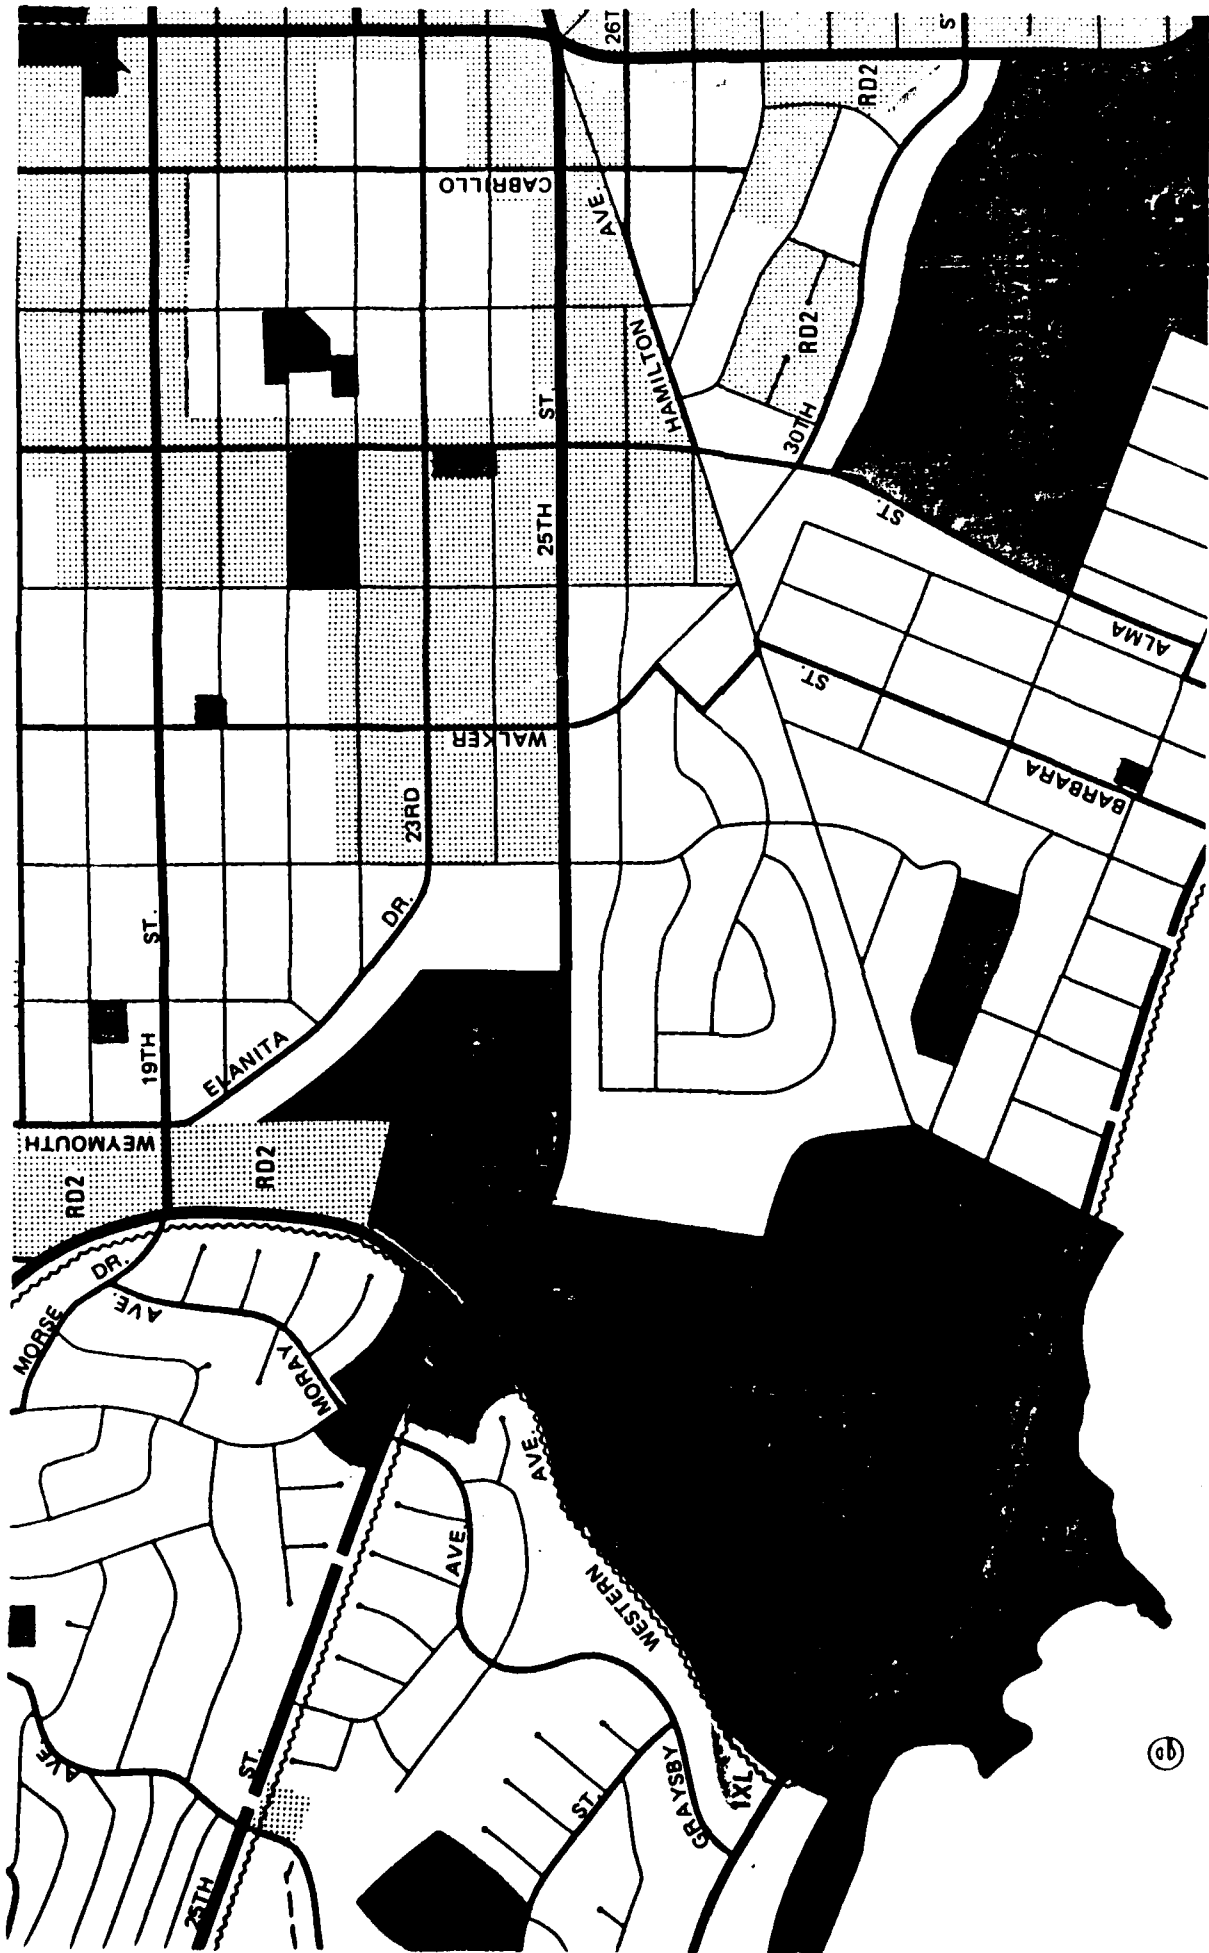 26T
S
RD2
CABRILLO
AVE.
HAMILTON
RD2
ST.
30TH
25TH
ST.
ALMA
ST.
WALKER
BARBARA
23RD
DR.
ST.
19TH
ELANITA
WEYMOUTH
RD2
RD2
DR.
MORSE
AVE.
MORAY
AVE.
WESTERN
AVE.
AVE.
ST.
25TH
ST.
GRAYSBY
1XL